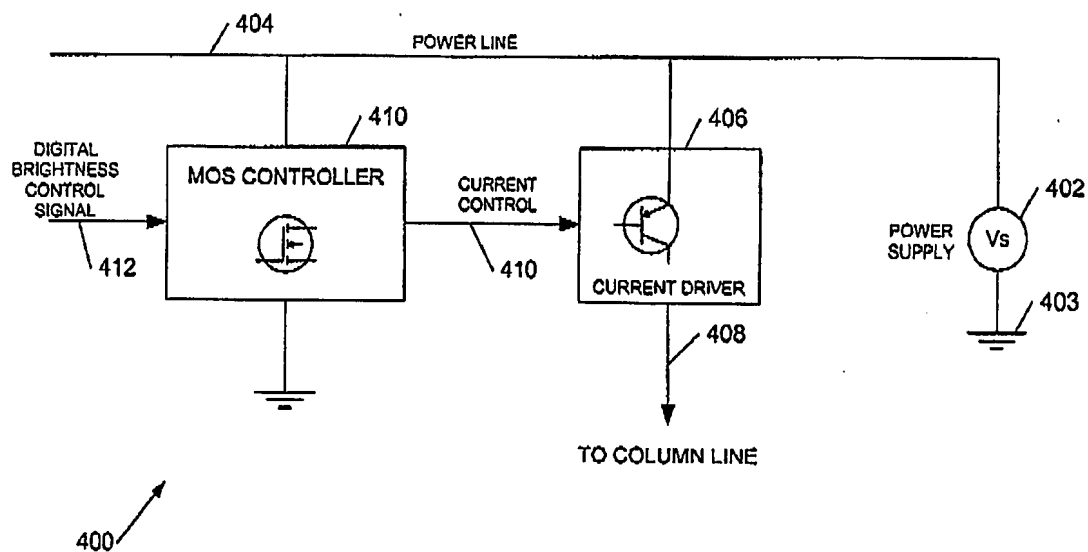 404
POWER LINE
410
406
DIGITAL
BRIGHTNESS
CONTROL
SIGNAL
MOS CONTROLLER
CURRENT
CONTROL
402
POWER
SUPPLY
Vs
412
410
CURRENT DRIVER
403
408
TO COLUMN LINE
400